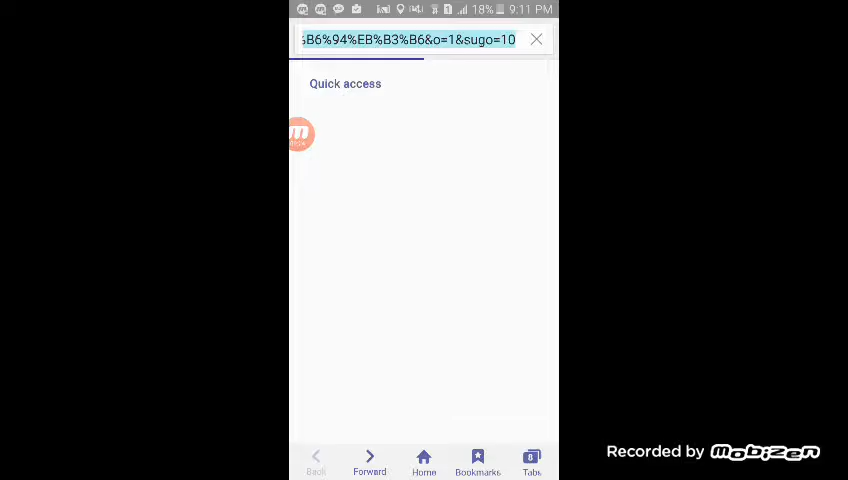 18% 9:11 PM
%B6%94%EB%B3%B6&o=1&sugo=10
Quick access
Back
Forward
Home
Bookmarks
8
Tabs
Recorded by Mobizen